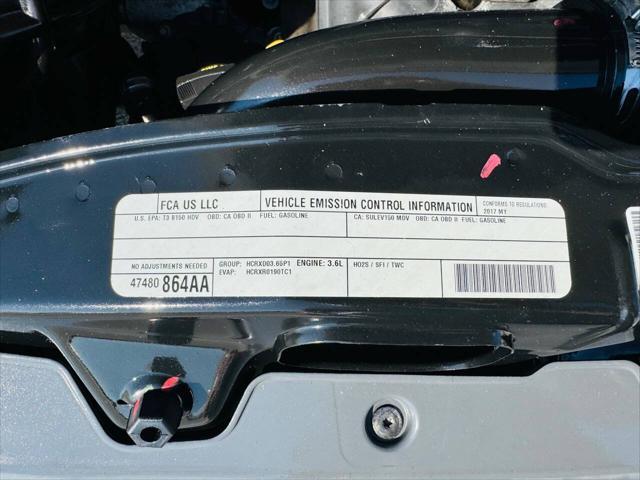 FCA US LLC VEHICLE EMISSION CONTROL INFORMATION CONFORMS TO REGULATIONS:
2017 MY
U.S. EPA: T3 B150 HDV OBD: CA OBD II FUEL: GASOLINE CA: SULEV150 MDV OBD: CA OBD II FUEL: GASOLINE
NO ADJUSTMENTS NEEDED GROUP: HCRXD03.65P1 ENGINE: 3.6L HO2S / SFI / TWC
EVAP: HCRXR0190TC1
47480 864AA